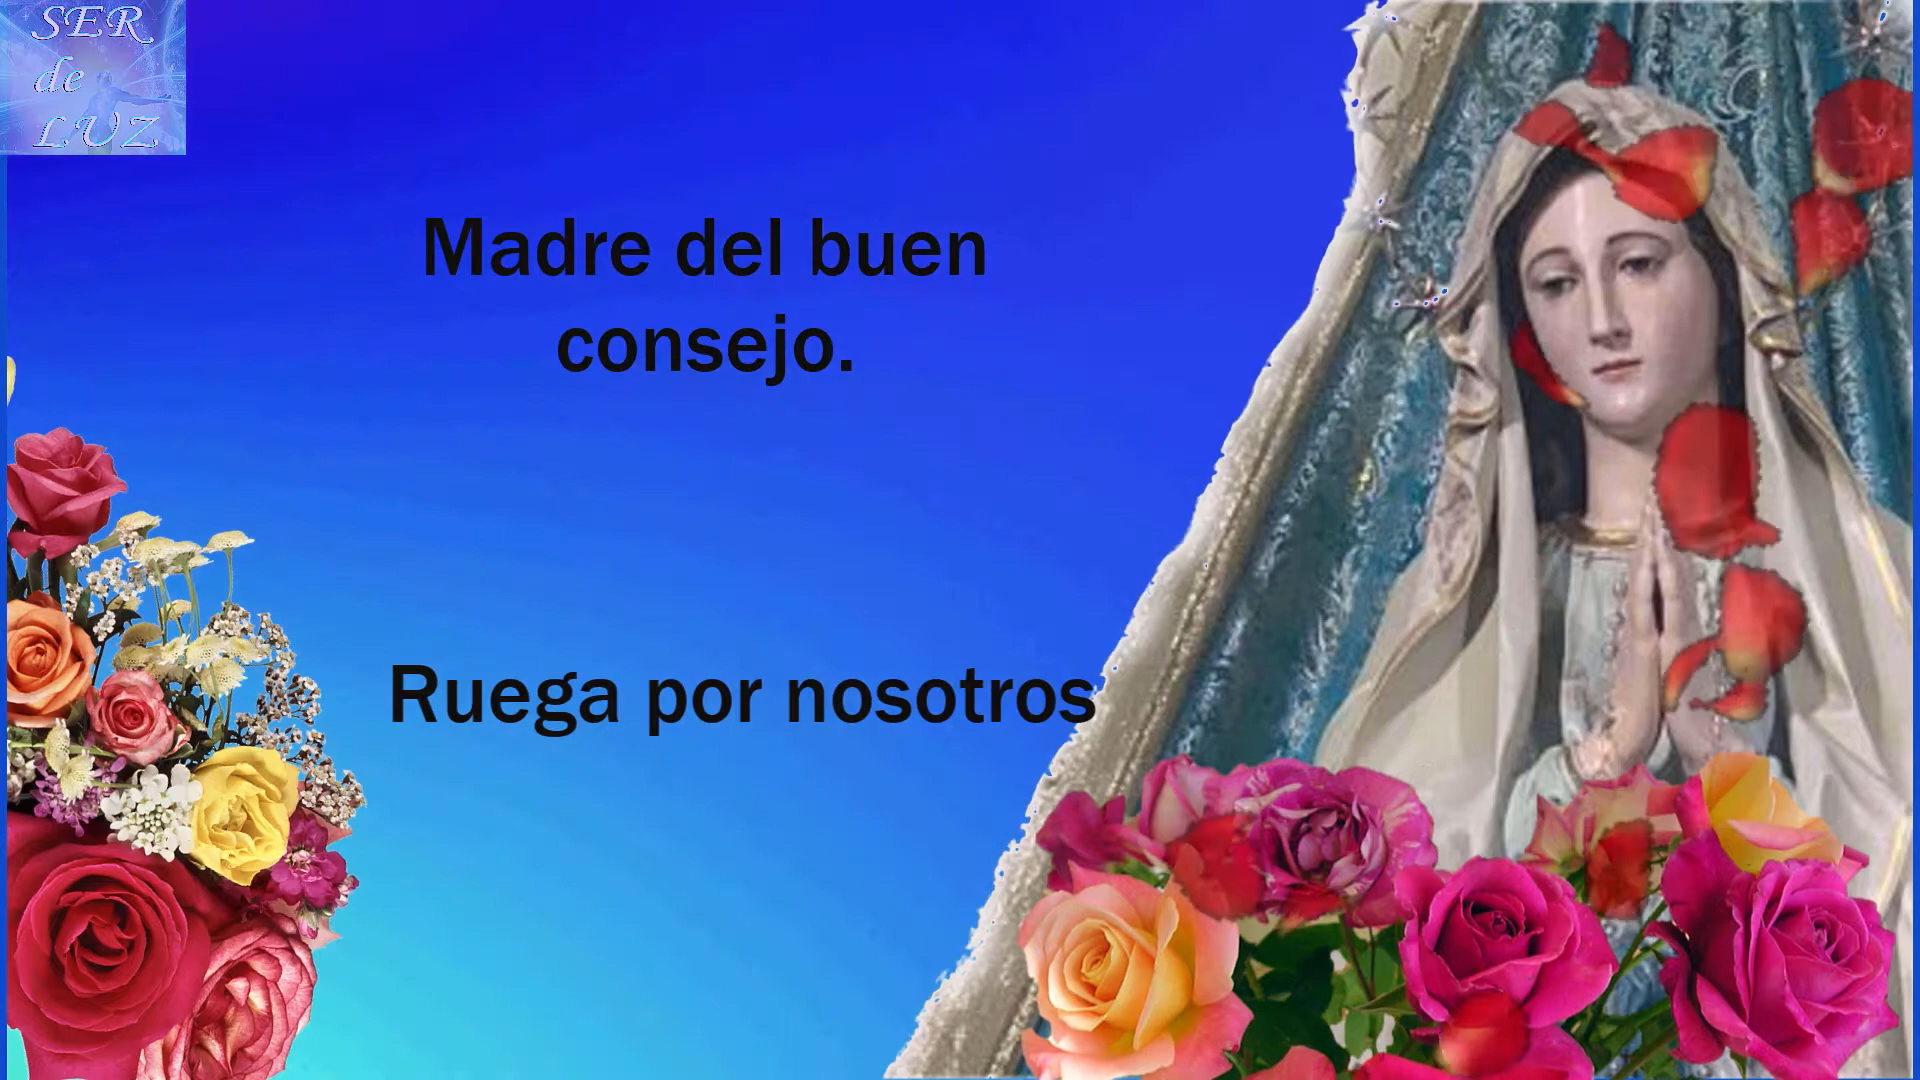 SER
de
LUZ
Madre del buen
consejo.
Ruega por nosotros